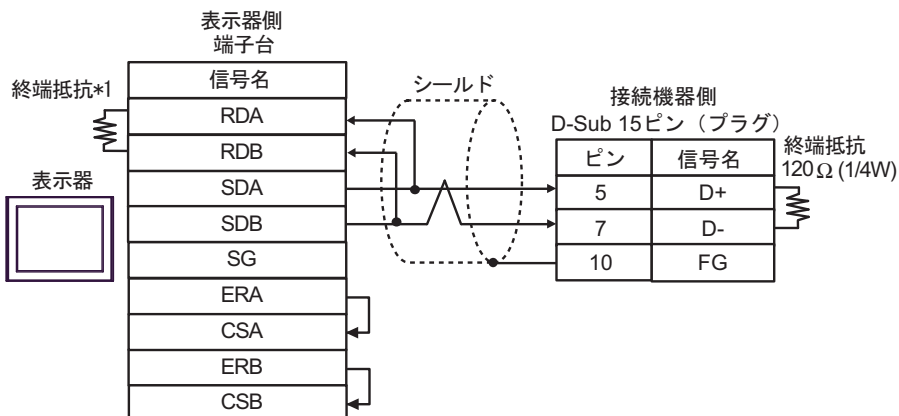 表示器側
端子台
信号名
終端抵抗*1
RDA
RDB
SDA
SDB
SG
ERA
CSA
ERB
CSB
表示器
シールド
接続機器側
D-Sub 15ピン（プラグ）
ピン 信号名
5 D+
7 D-
10 FG
終端抵抗
120Ω (1/4W)